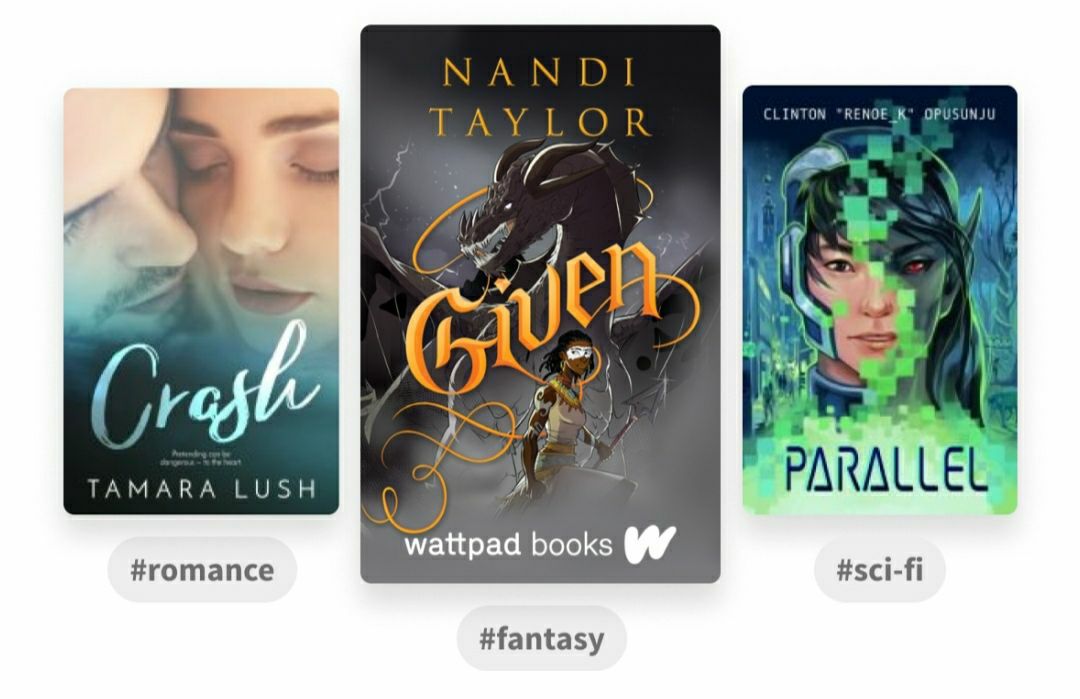 Crash
Pretending can be
dangerous – to the heart
TAMARA LUSH
#romance
NANDI
TAYLOR
Given
wattpad books
#fantasy
CLINTON "RENOE_K" OPUSUNJU
PARALLEL
#sci-fi